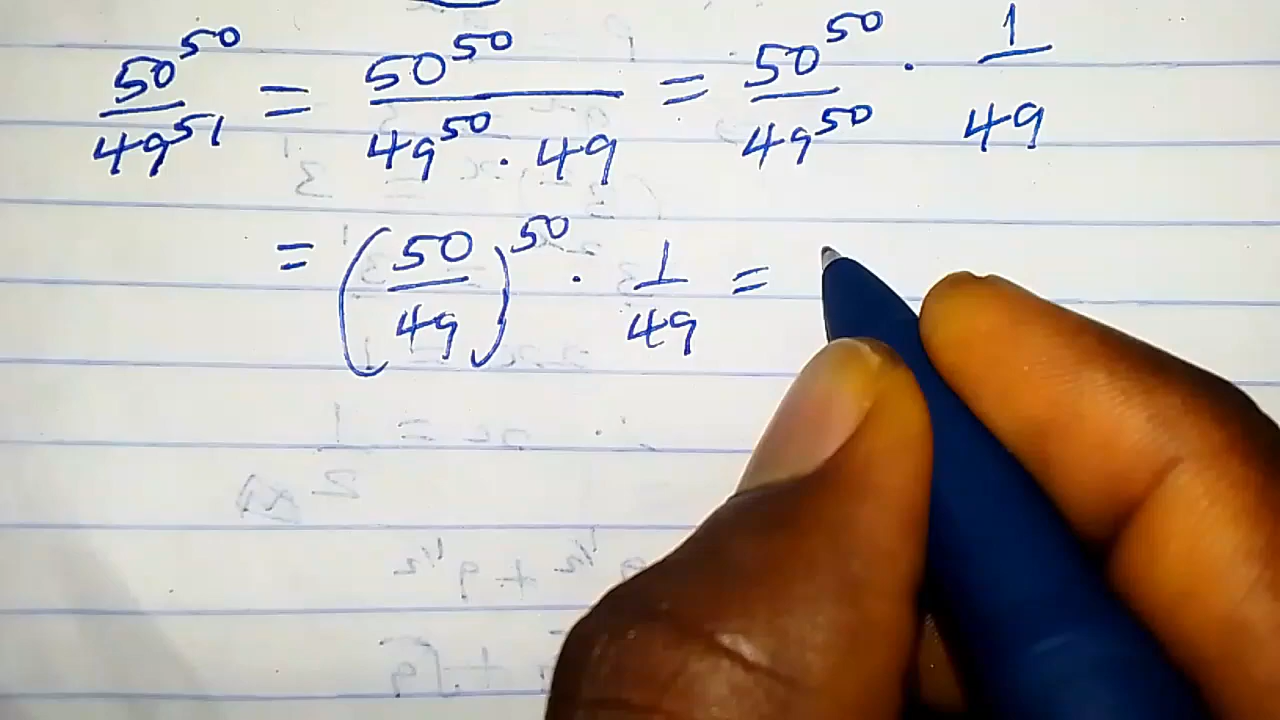 50^50/49^51 = 50^50/(49^50 · 49) = 50^50/49^50 · 1/49
= (50/49)^50 · 1/49 =